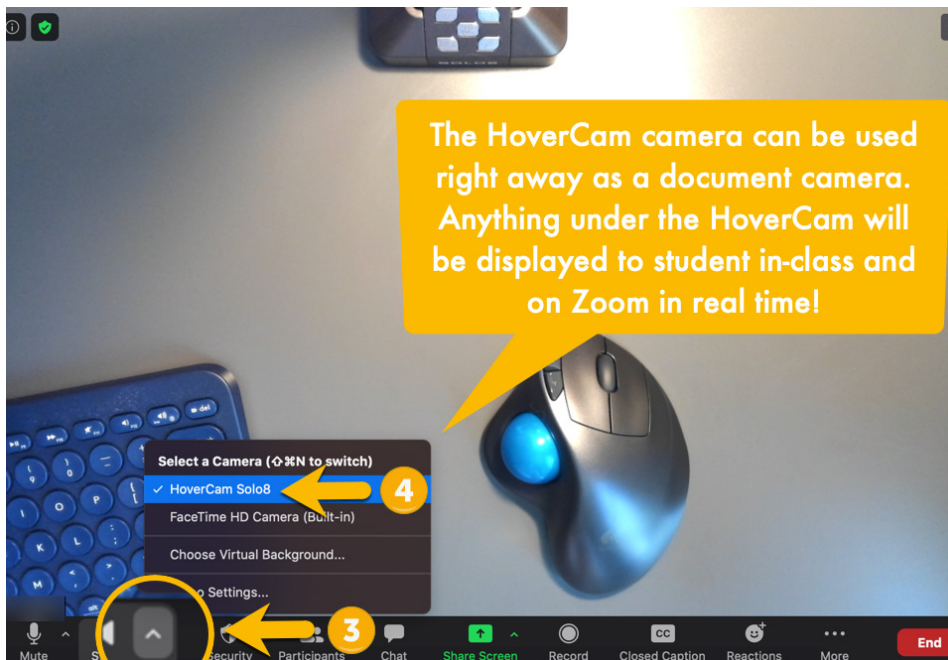 SOLO8
The HoverCam camera can be used
right away as a document camera.
Anything under the HoverCam will
be displayed to student in-class and
on Zoom in real time!
del
O
P
K
L
M
alt
Select a Camera (⇧⌘N to switch)
✓ HoverCam Solo8
4
FaceTime HD Camera (Built-in)
Choose Virtual Background...
Settings...
3
Mute
Security
Participants
Chat
Share Screen
Record
CC
Closed Caption
Reactions
More
End